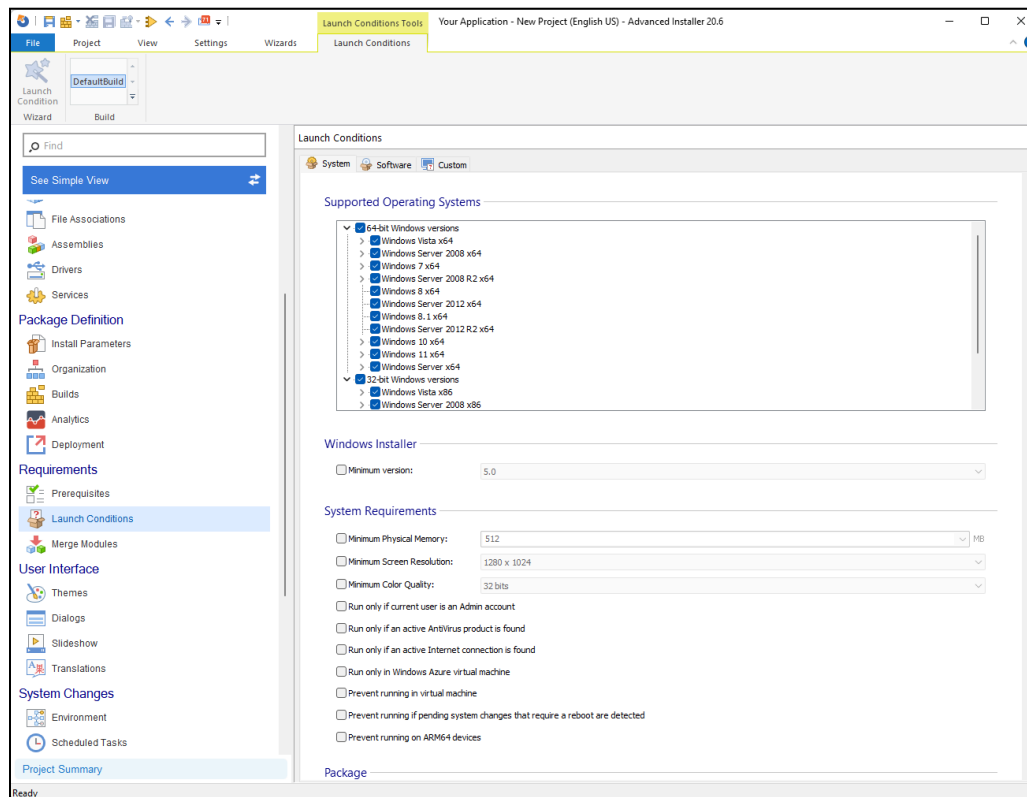 Launch Conditions Tools
Your Application - New Project (English US) - Advanced Installer 20.6
File
Project
View
Settings
Wizards
Launch Conditions
Launch
Condition
DefaultBuild
Wizard
Build
Find
See Simple View
File Associations
Assemblies
Drivers
Services
Package Definition
Install Parameters
Organization
Builds
Analytics
Deployment
Requirements
Prerequisites
Launch Conditions
Merge Modules
User Interface
Themes
Dialogs
Slideshow
Translations
System Changes
Environment
Scheduled Tasks
Project Summary
Ready
Launch Conditions
System
Software
Custom
Supported Operating Systems
64-bit Windows versions
Windows Vista x64
Windows Server 2008 x64
Windows 7 x64
Windows Server 2008 R2 x64
Windows 8 x64
Windows Server 2012 x64
Windows 8.1 x64
Windows Server 2012 R2 x64
Windows 10 x64
Windows 11 x64
Windows Server x64
32-bit Windows versions
Windows Vista x86
Windows Server 2008 x86
Windows Installer
Minimum version: 5.0
System Requirements
Minimum Physical Memory: 512 MB
Minimum Screen Resolution: 1280 x 1024
Minimum Color Quality: 32 bits
Run only if current user is an Admin account
Run only if an active AntiVirus product is found
Run only if an active Internet connection is found
Run only in Windows Azure virtual machine
Prevent running in virtual machine
Prevent running if pending system changes that require a reboot are detected
Prevent running on ARM64 devices
Package